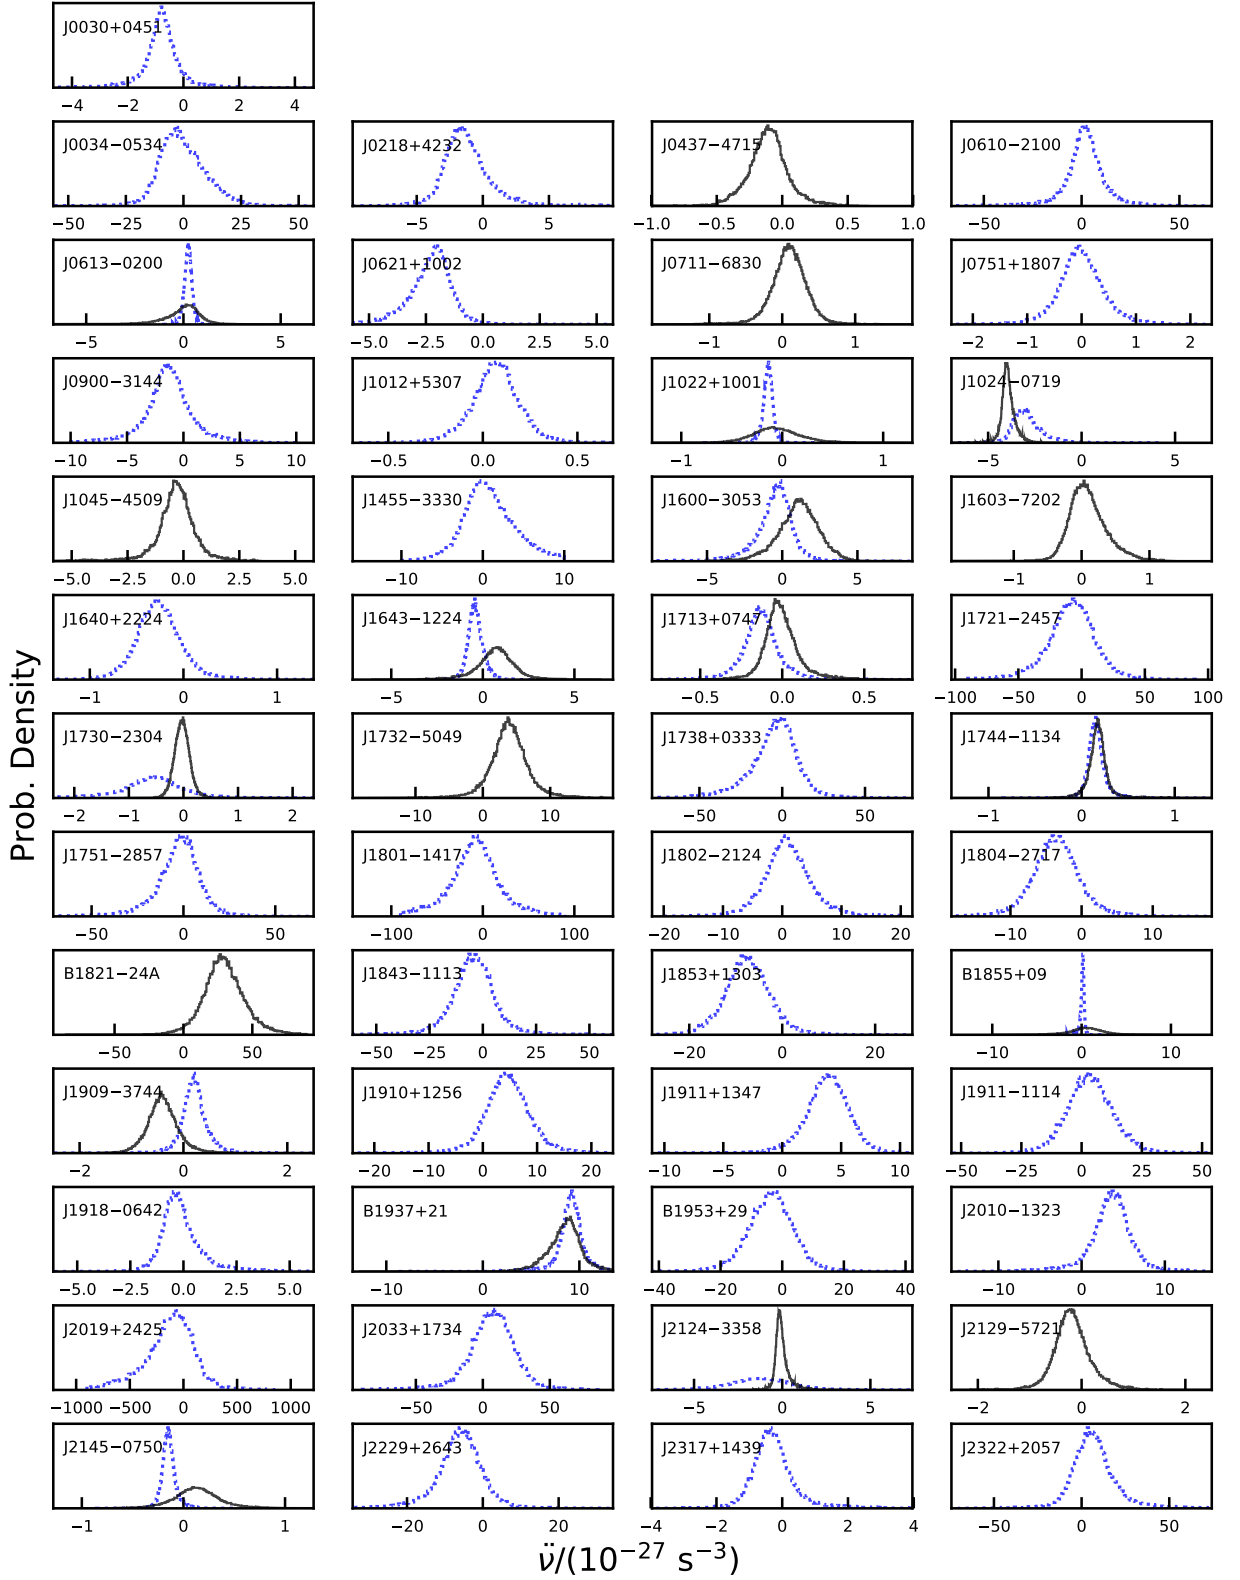 J0030+0451
−4 −2 0 2 4
J0034−0534 J0218+4232 J0437−4715 J0610−2100
−50 −25 0 25 50 −5 0 5 −1.0 −0.5 0.0 0.5 1.0 −50 0 50
J0613−0200 J0621+1002 J0711−6830 J0751+1807
−5 0 5 −5.0 −2.5 0.0 2.5 5.0 −1 0 1 −2 −1 0 1 2
J0900−3144 J1012+5307 J1022+1001 J1024−0719
−10 −5 0 5 10 −0.5 0.0 0.5 −1 0 1 −5 0 5
J1045−4509 J1455−3330 J1600−3053 J1603−7202
−5.0 −2.5 0.0 2.5 5.0 −10 0 10 −5 0 5 −1 0 1
J1640+2224 J1643−1224 J1713+0747 J1721−2457
−1 0 1 −5 0 5 −0.5 0.0 0.5 −100 −50 0 50 100
J1730−2304 J1732−5049 J1738+0333 J1744−1134
−2 −1 0 1 2 −10 0 10 −50 0 50 −1 0 1
J1751−2857 J1801−1417 J1802−2124 J1804−2717
−50 0 50 −100 0 100 −20 −10 0 10 20 −10 0 10
B1821−24A J1843−1113 J1853+1303 B1855+09
−50 0 50 −50 −25 0 25 50 −20 0 20 −10 0 10
J1909−3744 J1910+1256 J1911+1347 J1911−1114
−2 0 2 −20 −10 0 10 20 −10 −5 0 5 10 −50 −25 0 25 50
J1918−0642 B1937+21 B1953+29 J2010−1323
−5.0 −2.5 0.0 2.5 5.0 −10 0 10 −40 −20 0 20 40 −10 0 10
J2019+2425 J2033+1734 J2124−3358 J2129−5721
−1000 −500 0 500 1000 −50 0 50 −5 0 5 −2 0 2
J2145−0750 J2229+2643 J2317+1439 J2322+2057
−1 0 1 −20 0 20 −4 −2 0 2 4 −50 0 50
Prob. Density
ν̈/(10⁻²⁷ s⁻³)